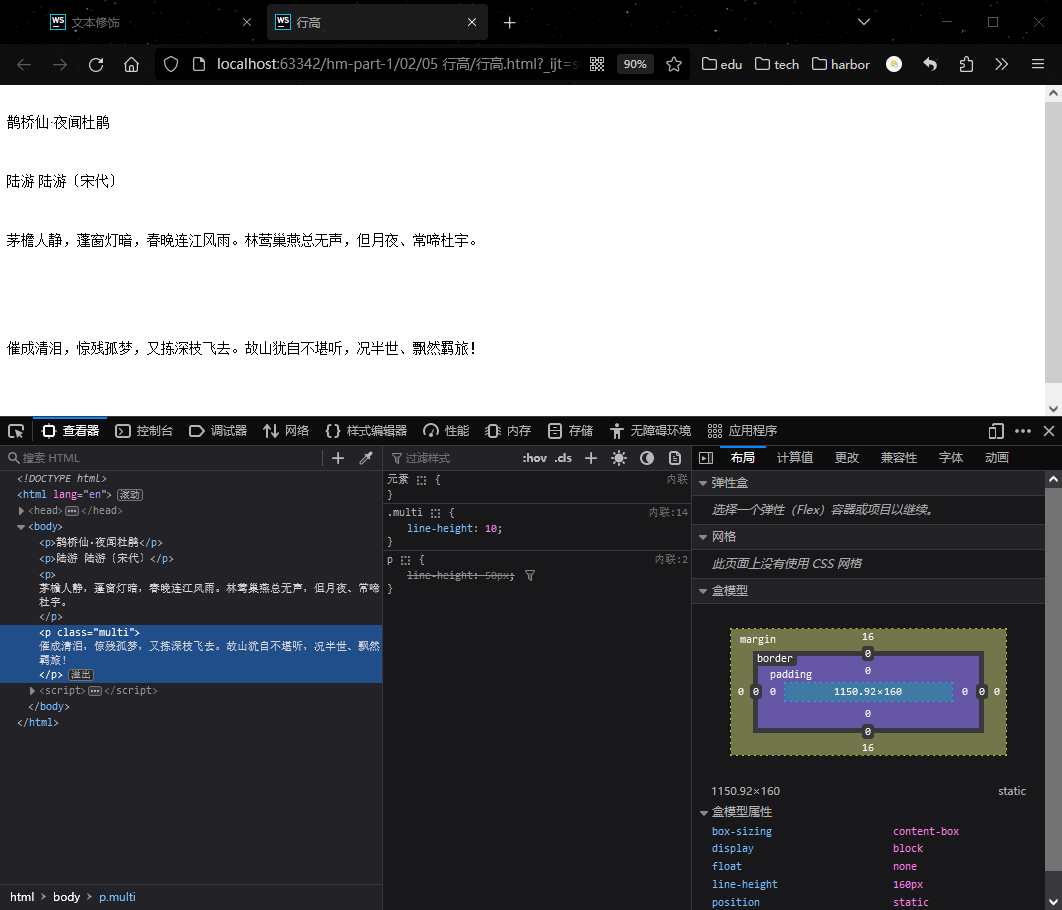 文本修饰
行高
localhost:63342/hm-part-1/02/05 行高/行高.html?_ijt=s
90%
edu
tech
harbor
鹊桥仙·夜闻杜鹃
陆游 陆游〔宋代〕
茅檐人静，蓬窗灯暗，春晚连江风雨。林莺巢燕总无声，但月夜、常啼杜宇。
催成清泪，惊残孤梦，又拣深枝飞去。故山犹自不堪听，况半世、飘然羁旅！
查看器
控制台
调试器
网络
样式编辑器
性能
内存
存储
无障碍环境
应用程序
搜索 HTML
<!DOCTYPE html>
<html lang="en"> 滚动
<head> </head>
<body>
<p>鹊桥仙·夜闻杜鹃</p>
<p>陆游 陆游〔宋代〕</p>
<p>
茅檐人静，蓬窗灯暗，春晚连江风雨。林莺巢燕总无声，但月夜、常啼
杜宇。
</p>
<p class="multi">
催成清泪，惊残孤梦，又拣深枝飞去。故山犹自不堪听，况半世、飘然
羁旅！
</p> 溢出
<script> </script>
</body>
</html>
html
body
p.multi
过滤样式
:hov .cls
元素 {
内联
}
.multi {
内联:14
line-height: 10;
}
p {
内联:2
line-height: 50px;
}
布局
计算值
更改
兼容性
字体
动画
弹性盒
选择一个弹性（Flex）容器或项目以继续。
网格
此页面上没有使用 CSS 网格
盒模型
margin
16
border
0
padding
0
0 0 0 1150.92×160 0 0 0
0
0
16
1150.92×160
static
盒模型属性
box-sizing
content-box
display
block
float
none
line-height
160px
position
static